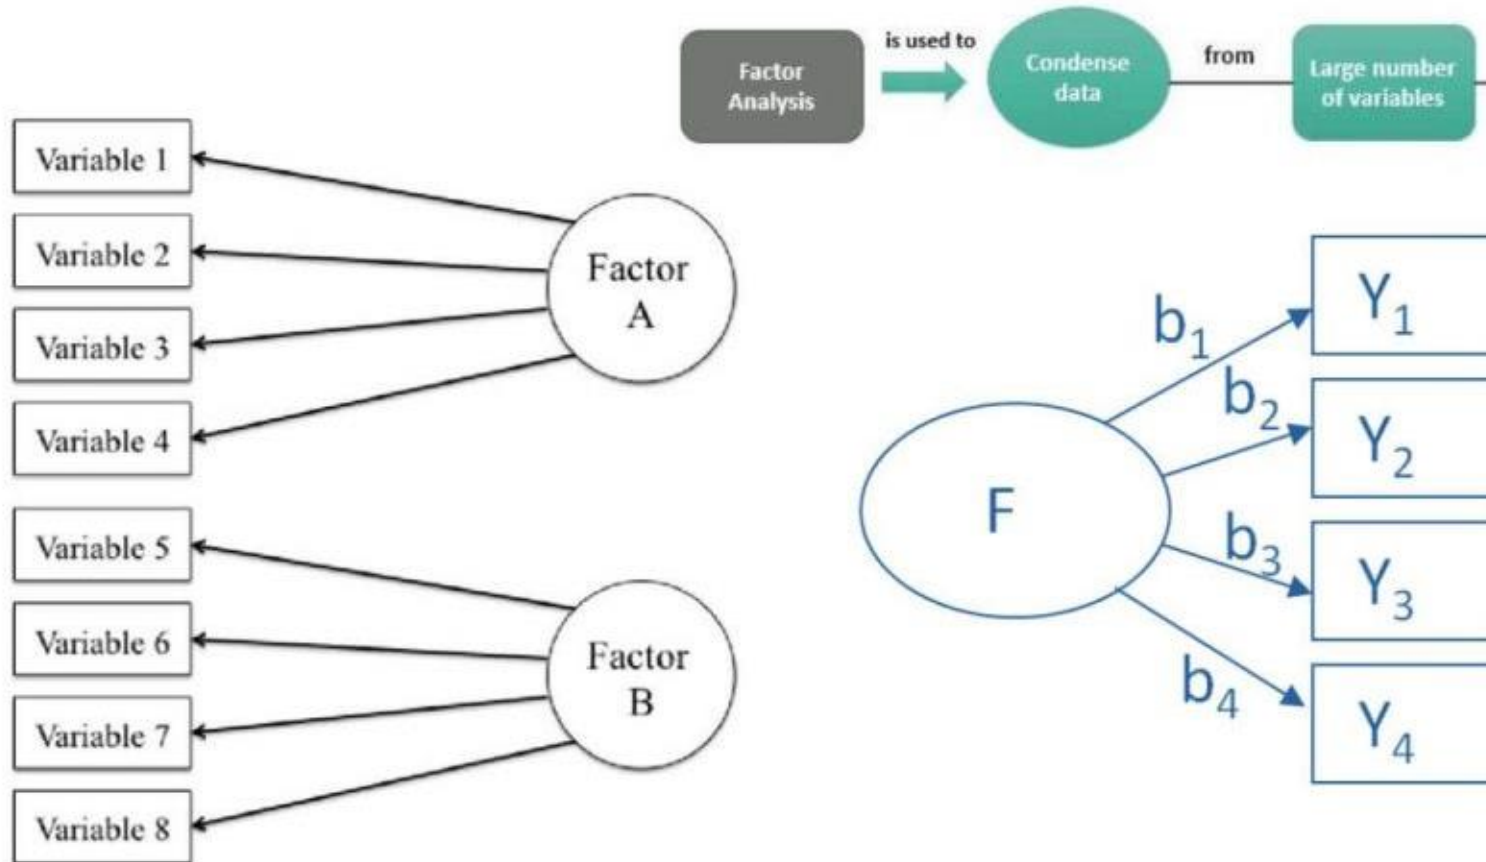 Factor
Analysis
is used to
Condense
data
from
Large number
of variables
Variable 1
Variable 2
Variable 3
Variable 4
Factor
A
Variable 5
Variable 6
Variable 7
Variable 8
Factor
B
F
b₁
b₂
b₃
b₄
Y₁
Y₂
Y₃
Y₄